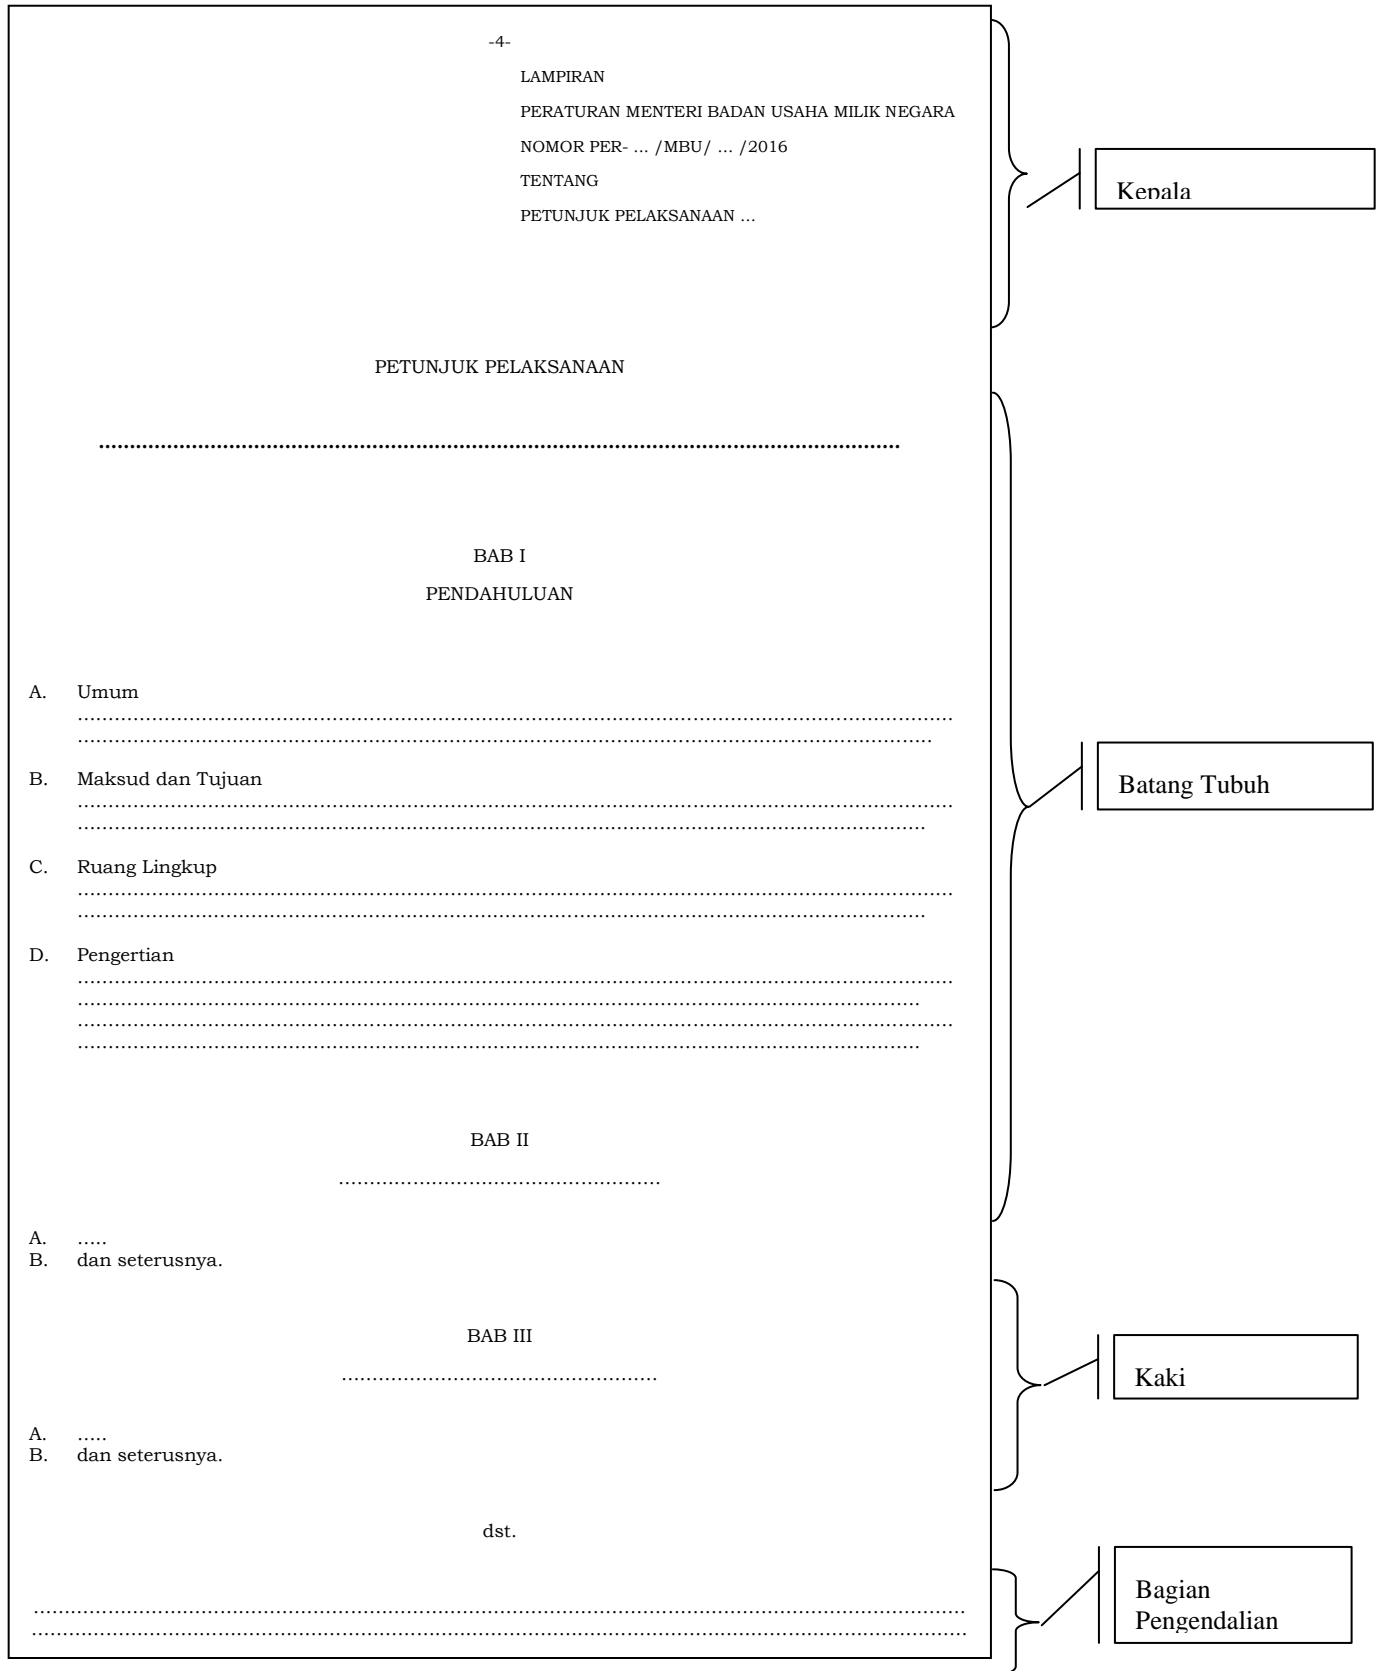 -4-
LAMPIRAN
PERATURAN MENTERI BADAN USAHA MILIK NEGARA
NOMOR PER- ... /MBU/ ... /2016
TENTANG
PETUNJUK PELAKSANAAN ...
Kepala
PETUNJUK PELAKSANAAN
..................................................................................................................................
BAB I
PENDAHULUAN
A. Umum
..............................................................................................................................................
..........................................................................................................................................
B. Maksud dan Tujuan
..............................................................................................................................................
.........................................................................................................................................
Batang Tubuh
C. Ruang Lingkup
..............................................................................................................................................
.........................................................................................................................................
D. Pengertian
..............................................................................................................................................
........................................................................................................................................
..............................................................................................................................................
........................................................................................................................................
BAB II
....................................................
A. .....
B. dan seterusnya.
BAB III
...................................................
Kaki
A. .....
B. dan seterusnya.
dst.
.......................................................................................................................................................
.......................................................................................................................................................
Bagian
Pengendalian